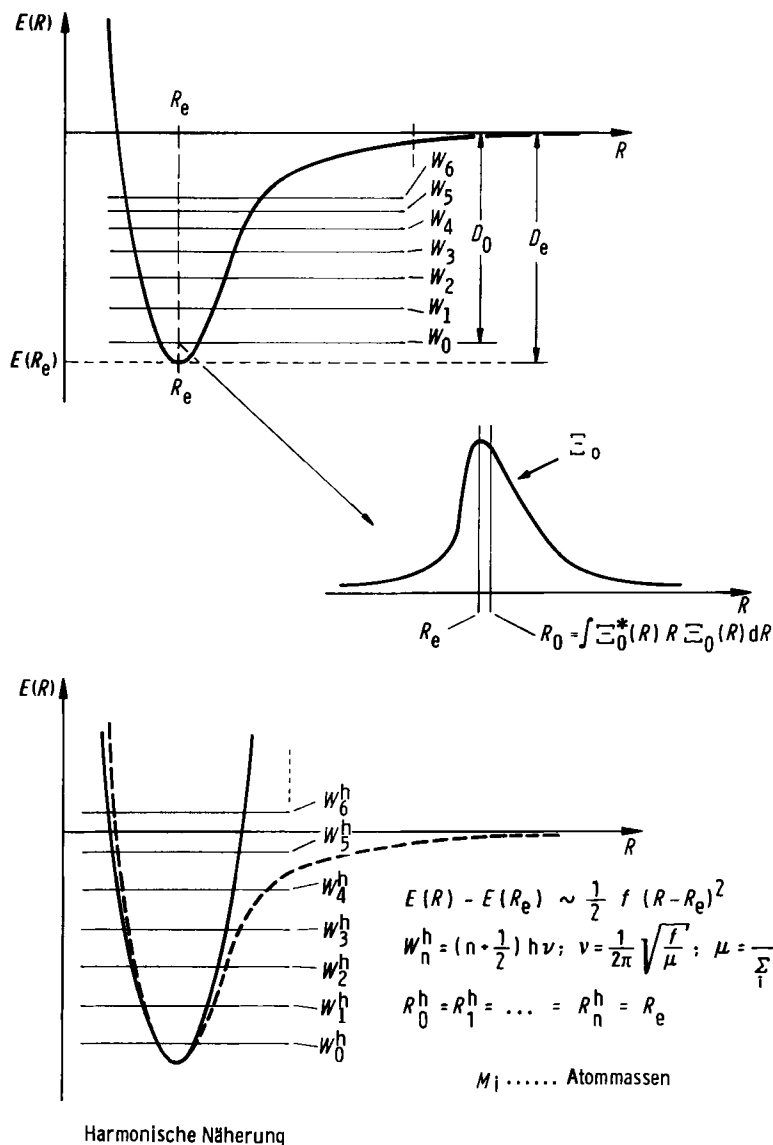 E(R)
R_e
R
W_6
W_5
W_4
W_3
W_2
W_1
W_0
D_0
D_e
E(R_e)
R_e
Ξ_0
R
R_e
R_0 = ∫ Ξ_0^*(R) R Ξ_0(R) dR
E(R)
W_6^h
W_5^h
R
W_4^h
W_3^h
W_2^h
W_1^h
W_0^h
E(R) - E(R_e) ~ 1/2 f (R-R_e)^2
W_n^h = (n+1/2) hν; ν = 1/2π √f/μ; μ = 
Σ
i
R_0^h = R_1^h = ... = R_n^h = R_e
M_i ...... Atommassen
Harmonische Näherung